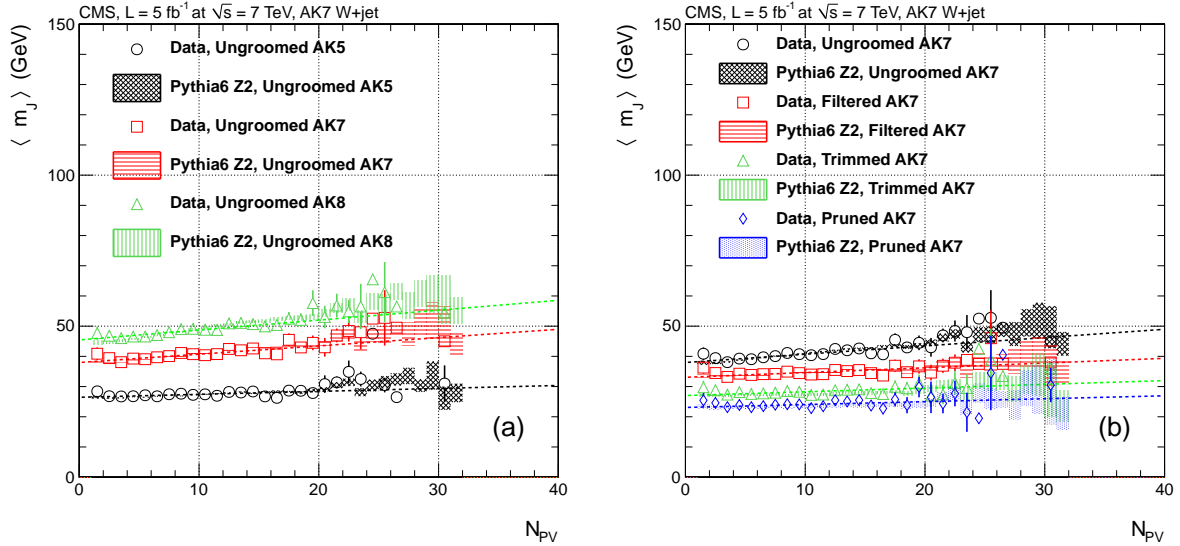 CMS, L = 5 fb⁻¹ at √s = 7 TeV, AK7 W+jet
⟨ m_J ⟩ (GeV)
150
100
50
0
Data, Ungroomed AK5
Pythia6 Z2, Ungroomed AK5
Data, Ungroomed AK7
Pythia6 Z2, Ungroomed AK7
Data, Ungroomed AK8
Pythia6 Z2, Ungroomed AK8
(a)
0 10 20 30 40
N_PV
CMS, L = 5 fb⁻¹ at √s = 7 TeV, AK7 W+jet
⟨ m_J ⟩ (GeV)
150
100
50
0
Data, Ungroomed AK7
Pythia6 Z2, Ungroomed AK7
Data, Filtered AK7
Pythia6 Z2, Filtered AK7
Data, Trimmed AK7
Pythia6 Z2, Trimmed AK7
Data, Pruned AK7
Pythia6 Z2, Pruned AK7
(b)
0 10 20 30 40
N_PV